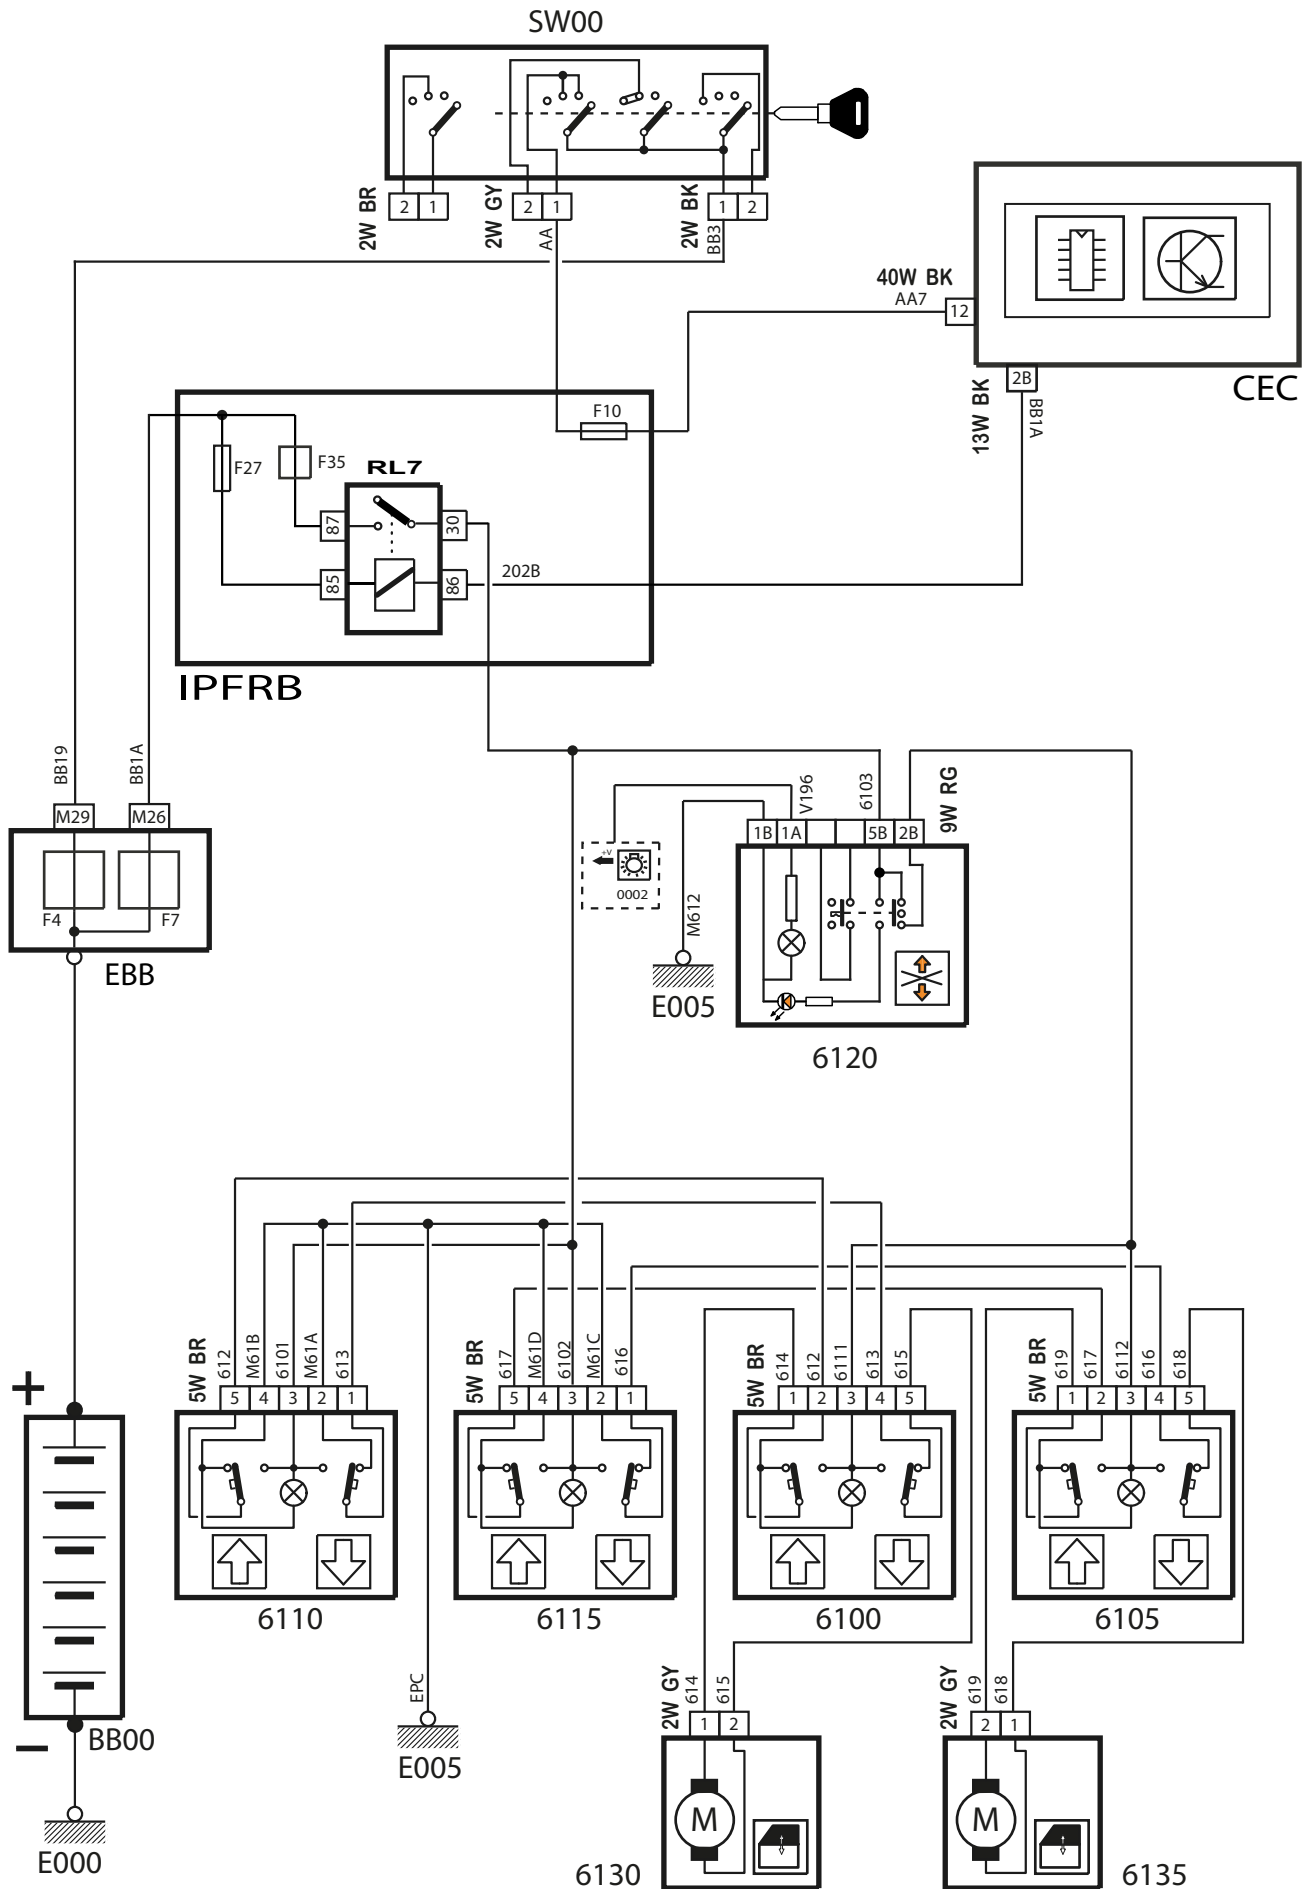 SW00
2W BR
2
1
2W GY
2
1
2W BK
1
2
AA
BB3
40W BK
AA7
12
2B
CEC
13W BK
BB1A
F10
F27
F35
RL7
87
30
85
86
202B
IPFRB
BB19
BB1A
M29
M26
F4
F7
EBB
V196
6103
9W RG
1B
1A
5B
2B
+V
0002
M612
E005
6120
5W BR
612
M61B
6101
M61A
613
5
4
3
2
1
6110
5W BR
617
M61D
6102
M61C
616
5
4
3
2
1
6115
5W BR
614
612
6111
613
615
1
2
3
4
5
6100
5W BR
619
617
6112
616
618
1
2
3
4
5
6105
+
−
BB00
E000
EPC
E005
2W GY
614
615
1
2
M
6130
2W GY
619
618
2
1
M
6135